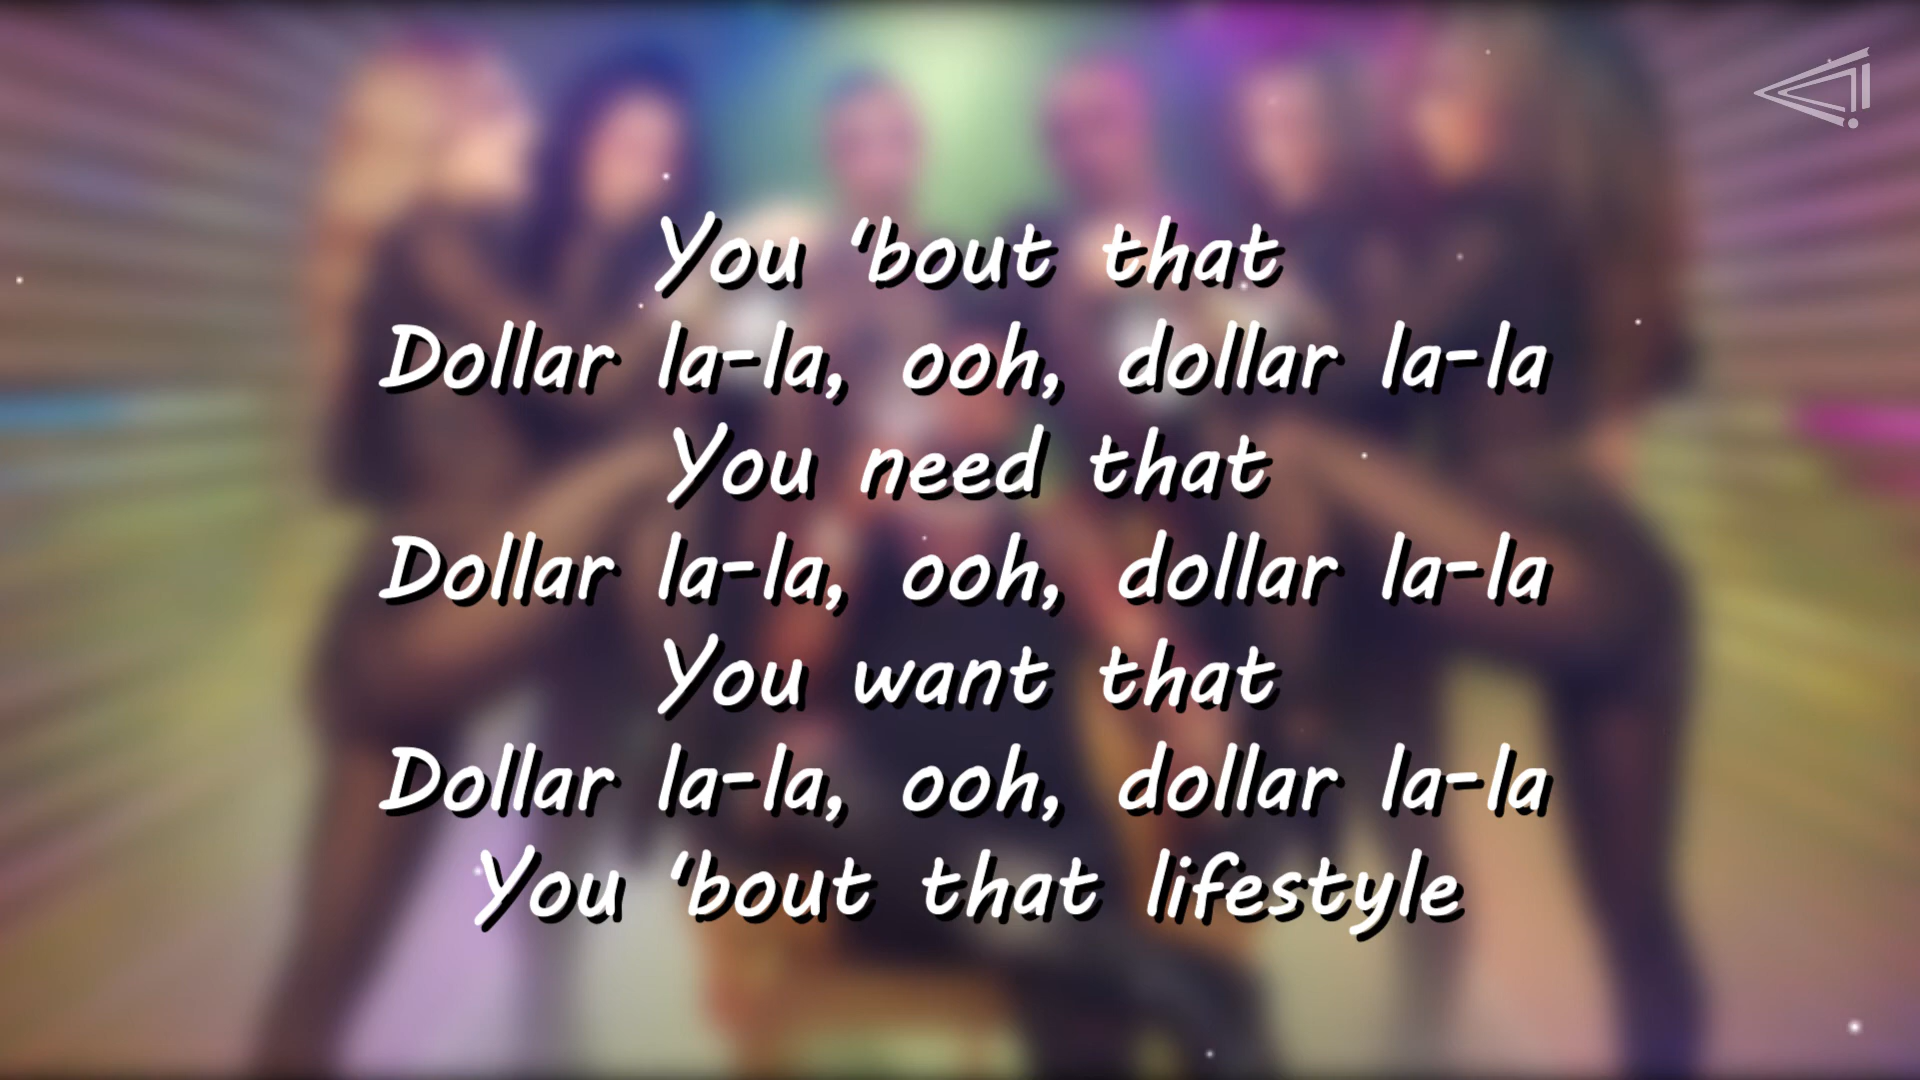 You ‘bout that
Dollar la-la, ooh, dollar la-la
You need that
Dollar la-la, ooh, dollar la-la
You want that
Dollar la-la, ooh, dollar la-la
You ‘bout that lifestyle